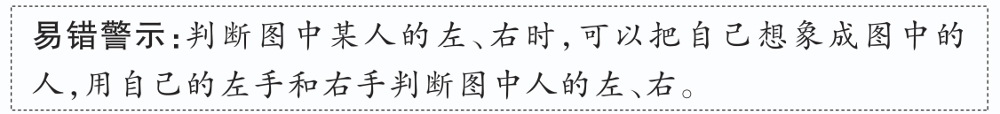 易错警示:判断图中某人的左、右时,可以把自己想象成图中的
人,用自己的左手和右手判断图中人的左、右。